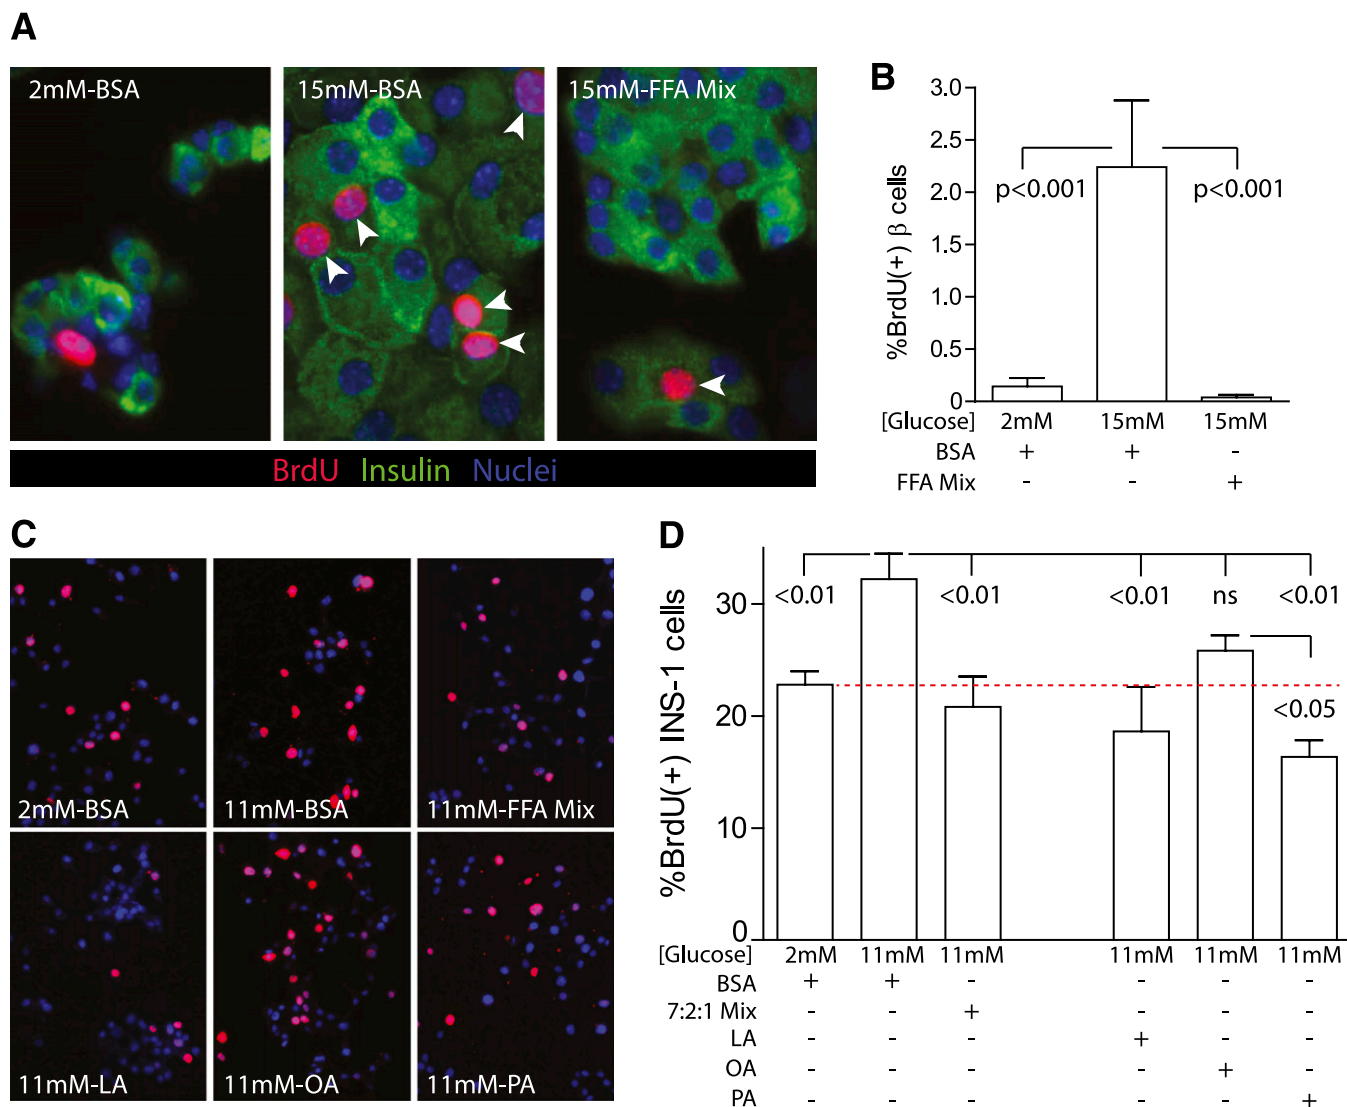 A
2mM-BSA
15mM-BSA
15mM-FFA Mix
BrdU Insulin Nuclei
B
%BrdU(+) β cells
3.0
2.5
2.0
1.5
1.0
0.5
0
p<0.001
p<0.001
[Glucose] 2mM 15mM 15mM
BSA + + -
FFA Mix - - +
C
2mM-BSA
11mM-BSA
11mM-FFA Mix
11mM-LA
11mM-OA
11mM-PA
D
%BrdU(+) INS-1 cells
30
20
10
0
<0.01
<0.01
<0.01
ns
<0.01
<0.05
[Glucose] 2mM 11mM 11mM 11mM 11mM 11mM
BSA + + - - - -
7:2:1 Mix - - + - - -
LA - - - + - -
OA - - - - + -
PA - - - - - +